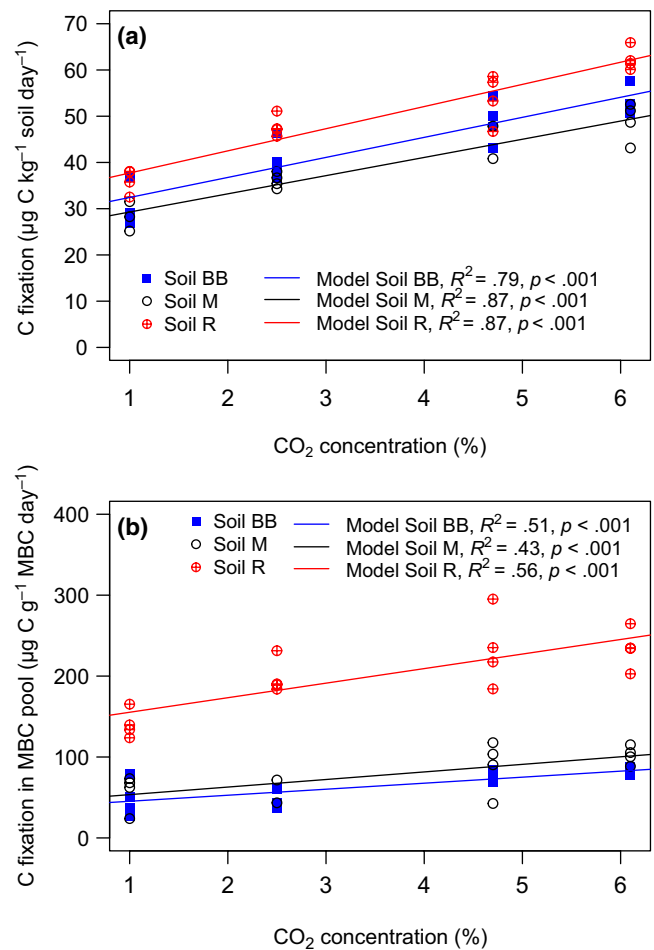 (a)
C fixation (µg C kg⁻¹ soil day⁻¹)
70
60
50
40
30
20
10
0
Soil BB
Model Soil BB, R² = .79, p < .001
Soil M
Model Soil M, R² = .87, p < .001
Soil R
Model Soil R, R² = .87, p < .001
1 2 3 4 5 6
CO₂ concentration (%)
(b)
C fixation in MBC pool (µg C g⁻¹ MBC day⁻¹)
400
300
200
100
0
Soil BB
Model Soil BB, R² = .51, p < .001
Soil M
Model Soil M, R² = .43, p < .001
Soil R
Model Soil R, R² = .56, p < .001
1 2 3 4 5 6
CO₂ concentration (%)